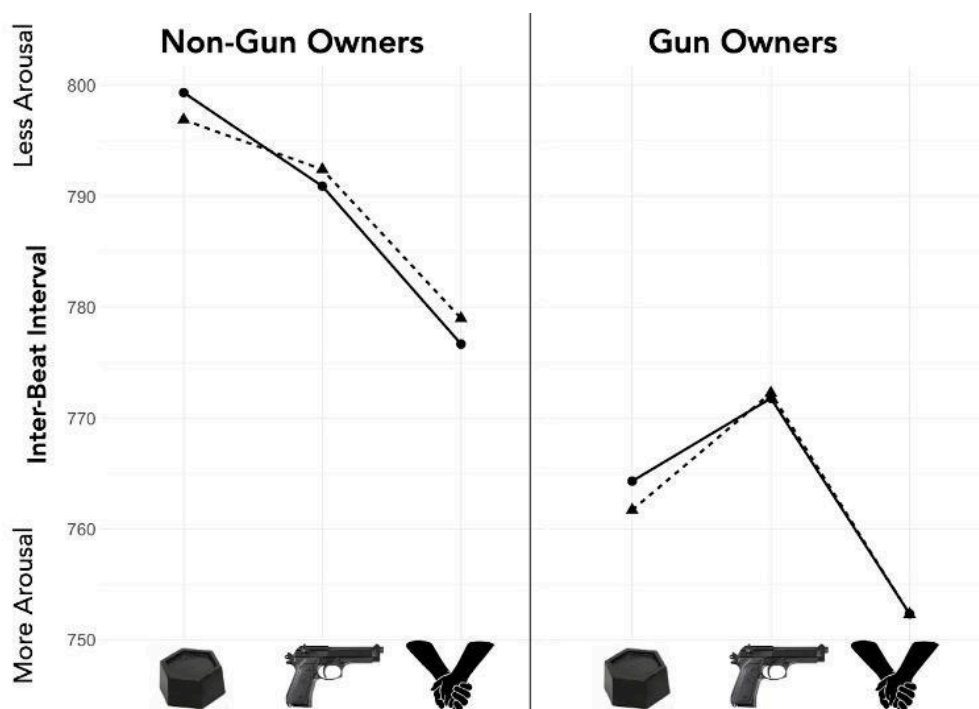 Non-Gun Owners
Gun Owners
Less Arousal
Inter-Beat Interval
More Arousal
800
790
780
770
760
750